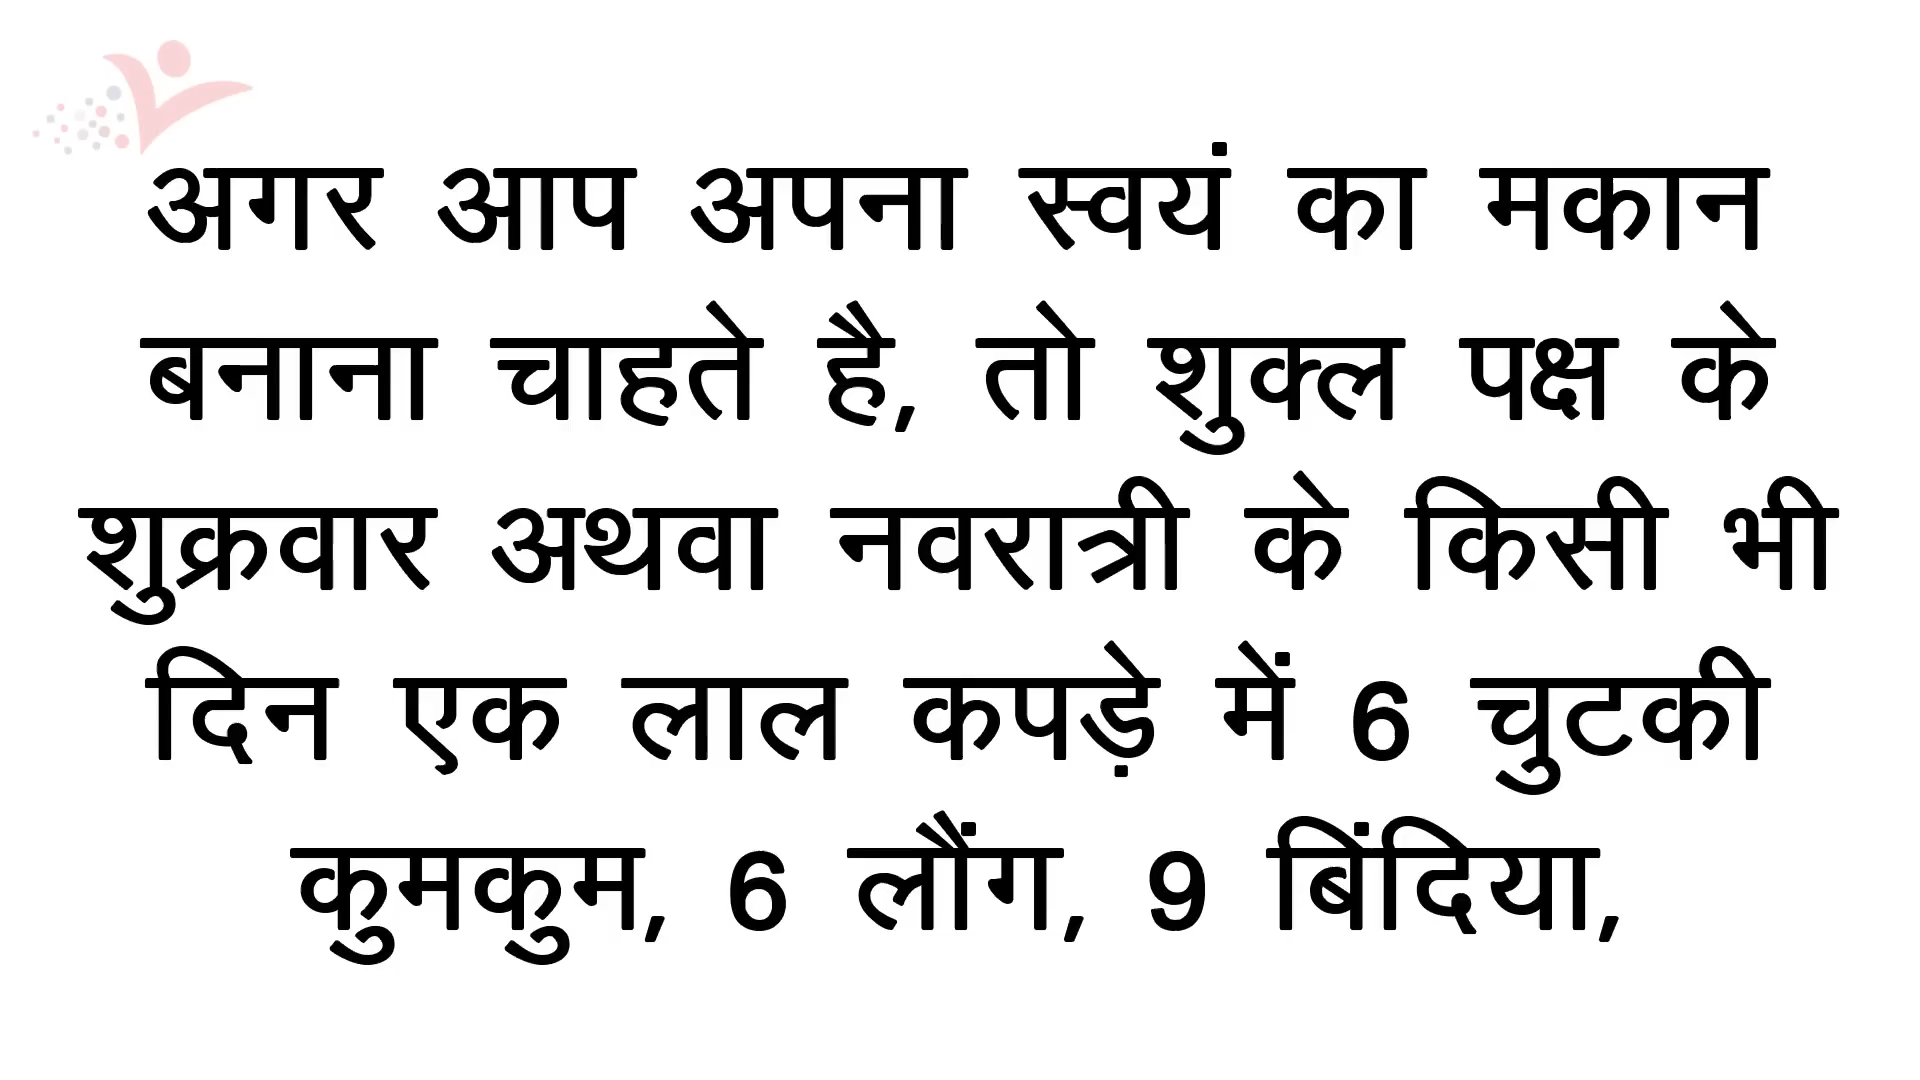 अगर आप अपना स्वयं का मकान
बनाना चाहते है, तो शुक्ल पक्ष के
शुक्रवार अथवा नवरात्री के किसी भी
दिन एक लाल कपड़े में 6 चुटकी
कुमकुम, 6 लौंग, 9 बिंदिया,